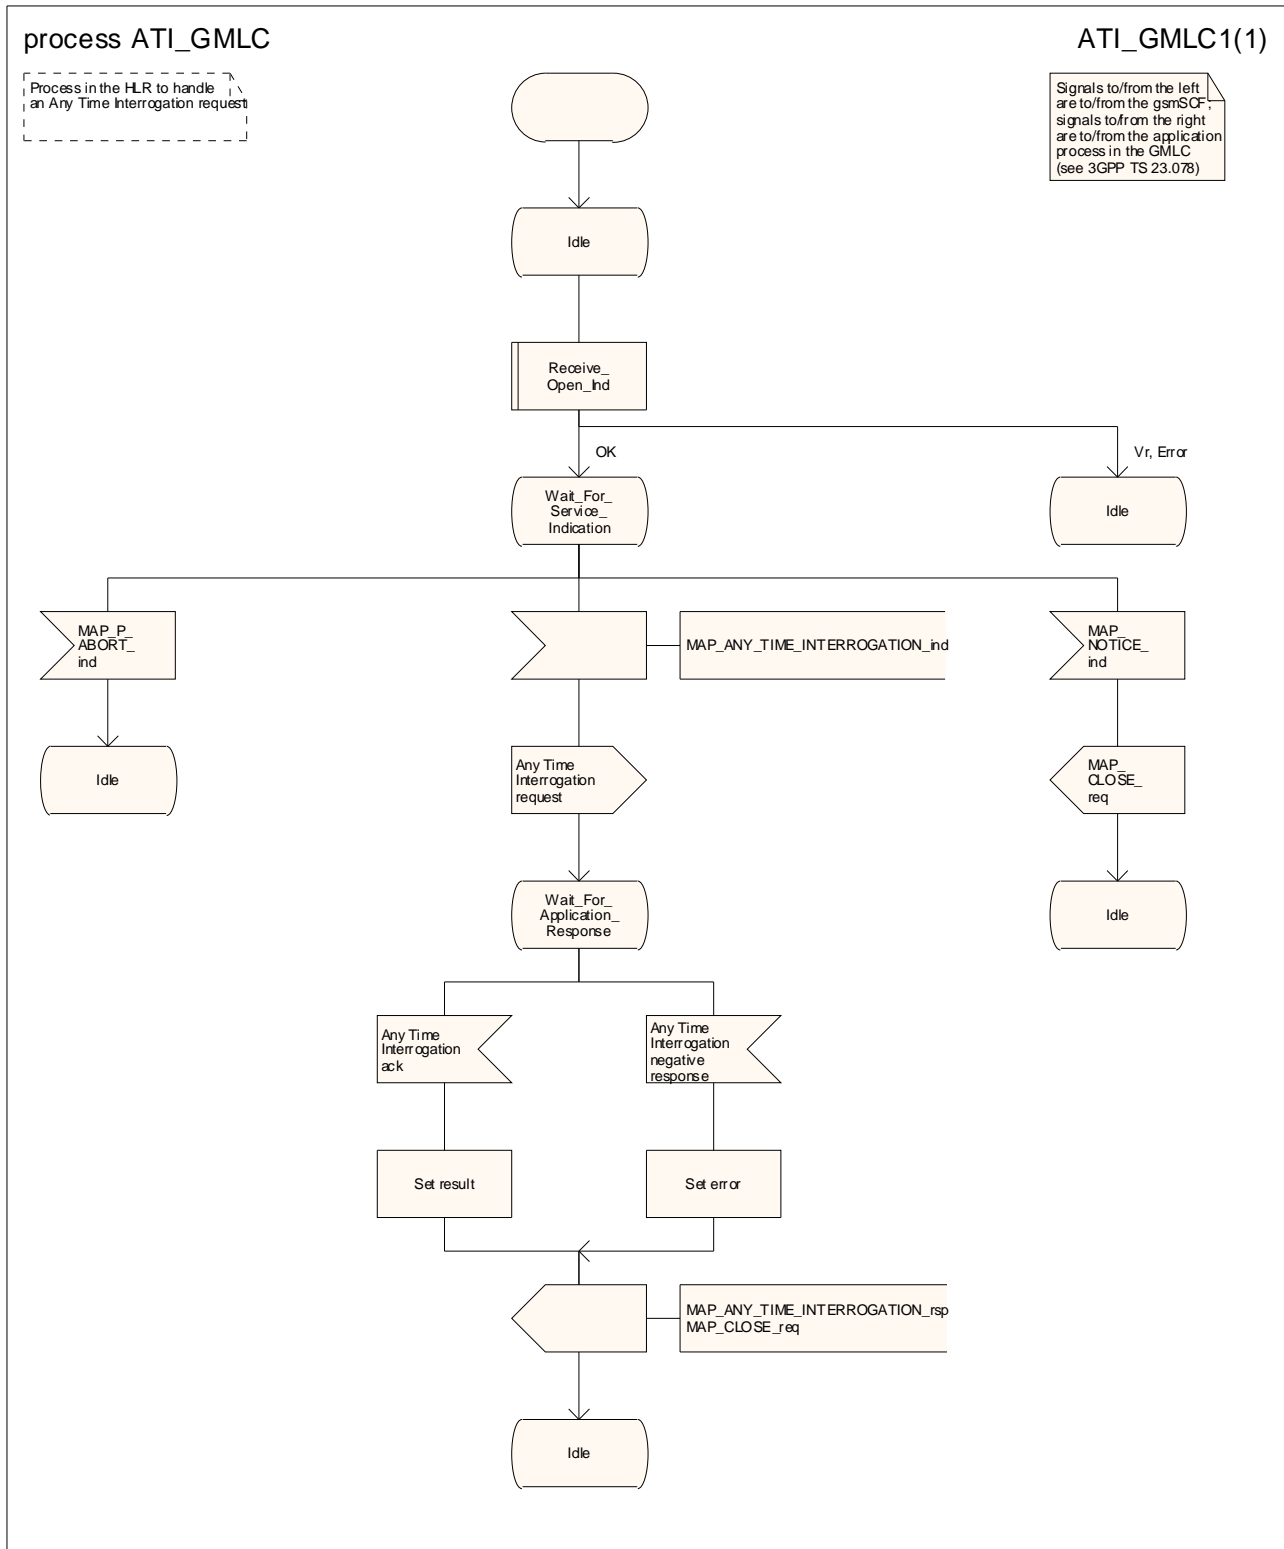 process ATI_GMLC
ATI_GMLC1(1)
Process in the HLR to handle
an Any Time Interrogation request
Signals to/from the left
are to/from the gsmSCF;
signals to/from the right
are to/from the application
process in the GMLC
(see 3GPP TS 23.078)
Idle
Receive_
Open_Ind
OK
Vr, Error
Wait_For_
Service_
Indication
Idle
MAP_P_
ABORT_
ind
MAP_ANY_TIME_INTERROGATION_ind
MAP_
NOTICE_
ind
Idle
Any Time
Interrogation
request
MAP_
CLOSE_
req
Wait_For_
Application_
Response
Idle
Any Time
Interrogation
ack
Any Time
Interrogation
negative
response
Set result
Set error
MAP_ANY_TIME_INTERROGATION_rsp
MAP_CLOSE_req
Idle